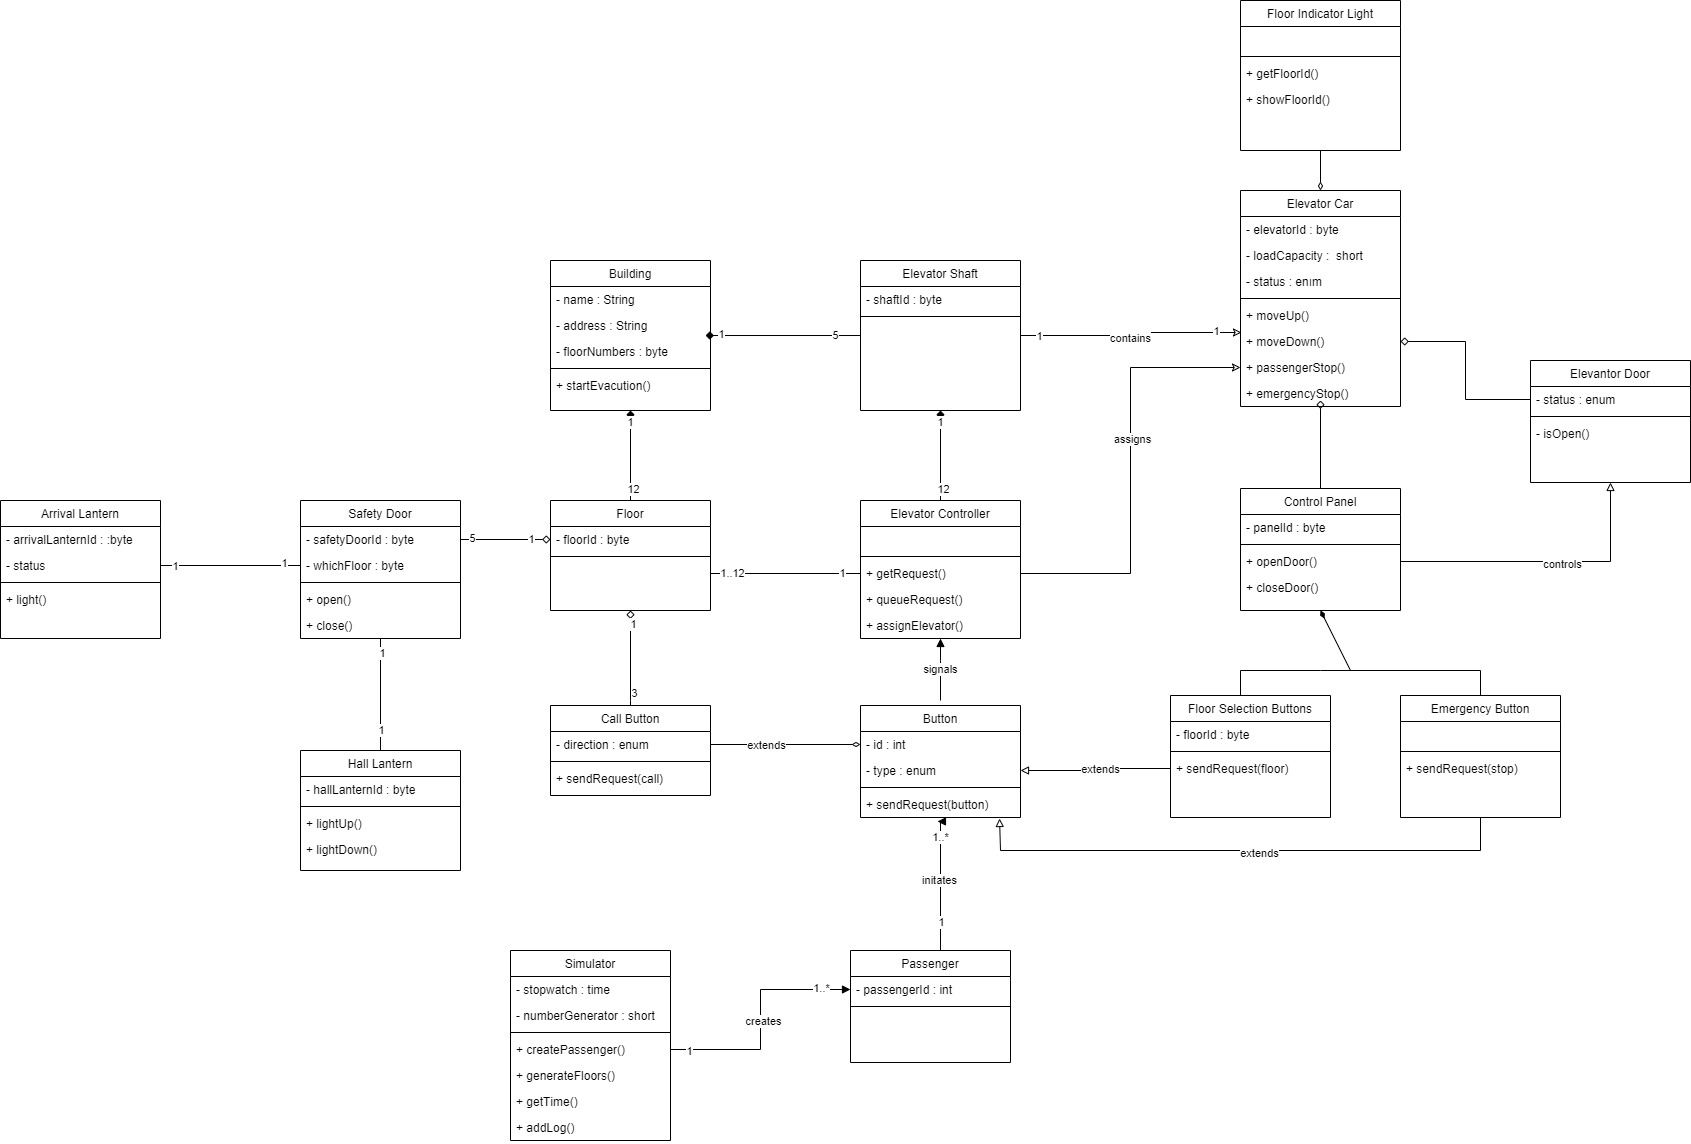 Floor Indicator Light
+ getFloorId()
+ showFloorId()
Elevator Car
- elevatorId : byte
- loadCapacity :  short
- status : enim
+ moveUp()
+ moveDown()
+ passengerStop()
+ emergencyStop()
Building
- name : String
- address : String
- floorNumbers : byte
+ startEvacution()
1
5
Elevator Shaft
- shaftId : byte
1
contains
1
Elevantor Door
- status : enum
- isOpen()
1
12
1
12
assigns
Arrival Lantern
- arrivalLanternId : :byte
- status
+ light()
1
1
Safety Door
- safetyDoorId : byte
- whichFloor : byte
+ open()
+ close()
5
1
Floor
- floorId : byte
1..12
1
Elevator Controller
+ getRequest()
+ queueRequest()
+ assignElevator()
Control Panel
- panelId : byte
+ openDoor()
+ closeDoor()
controls
1
1
1
3
signals
Hall Lantern
- hallLanternId : byte
+ lightUp()
+ lightDown()
Call Button
- direction : enum
+ sendRequest(call)
extends
Button
- id : int
- type : enum
+ sendRequest(button)
extends
Floor Selection Buttons
- floorId : byte
+ sendRequest(floor)
Emergency Button
+ sendRequest(stop)
extends
1..*
initates
1
Simulator
- stopwatch : time
- numberGenerator : short
+ createPassenger()
+ generateFloors()
+ getTime()
+ addLog()
1
creates
1..*
Passenger
- passengerId : int